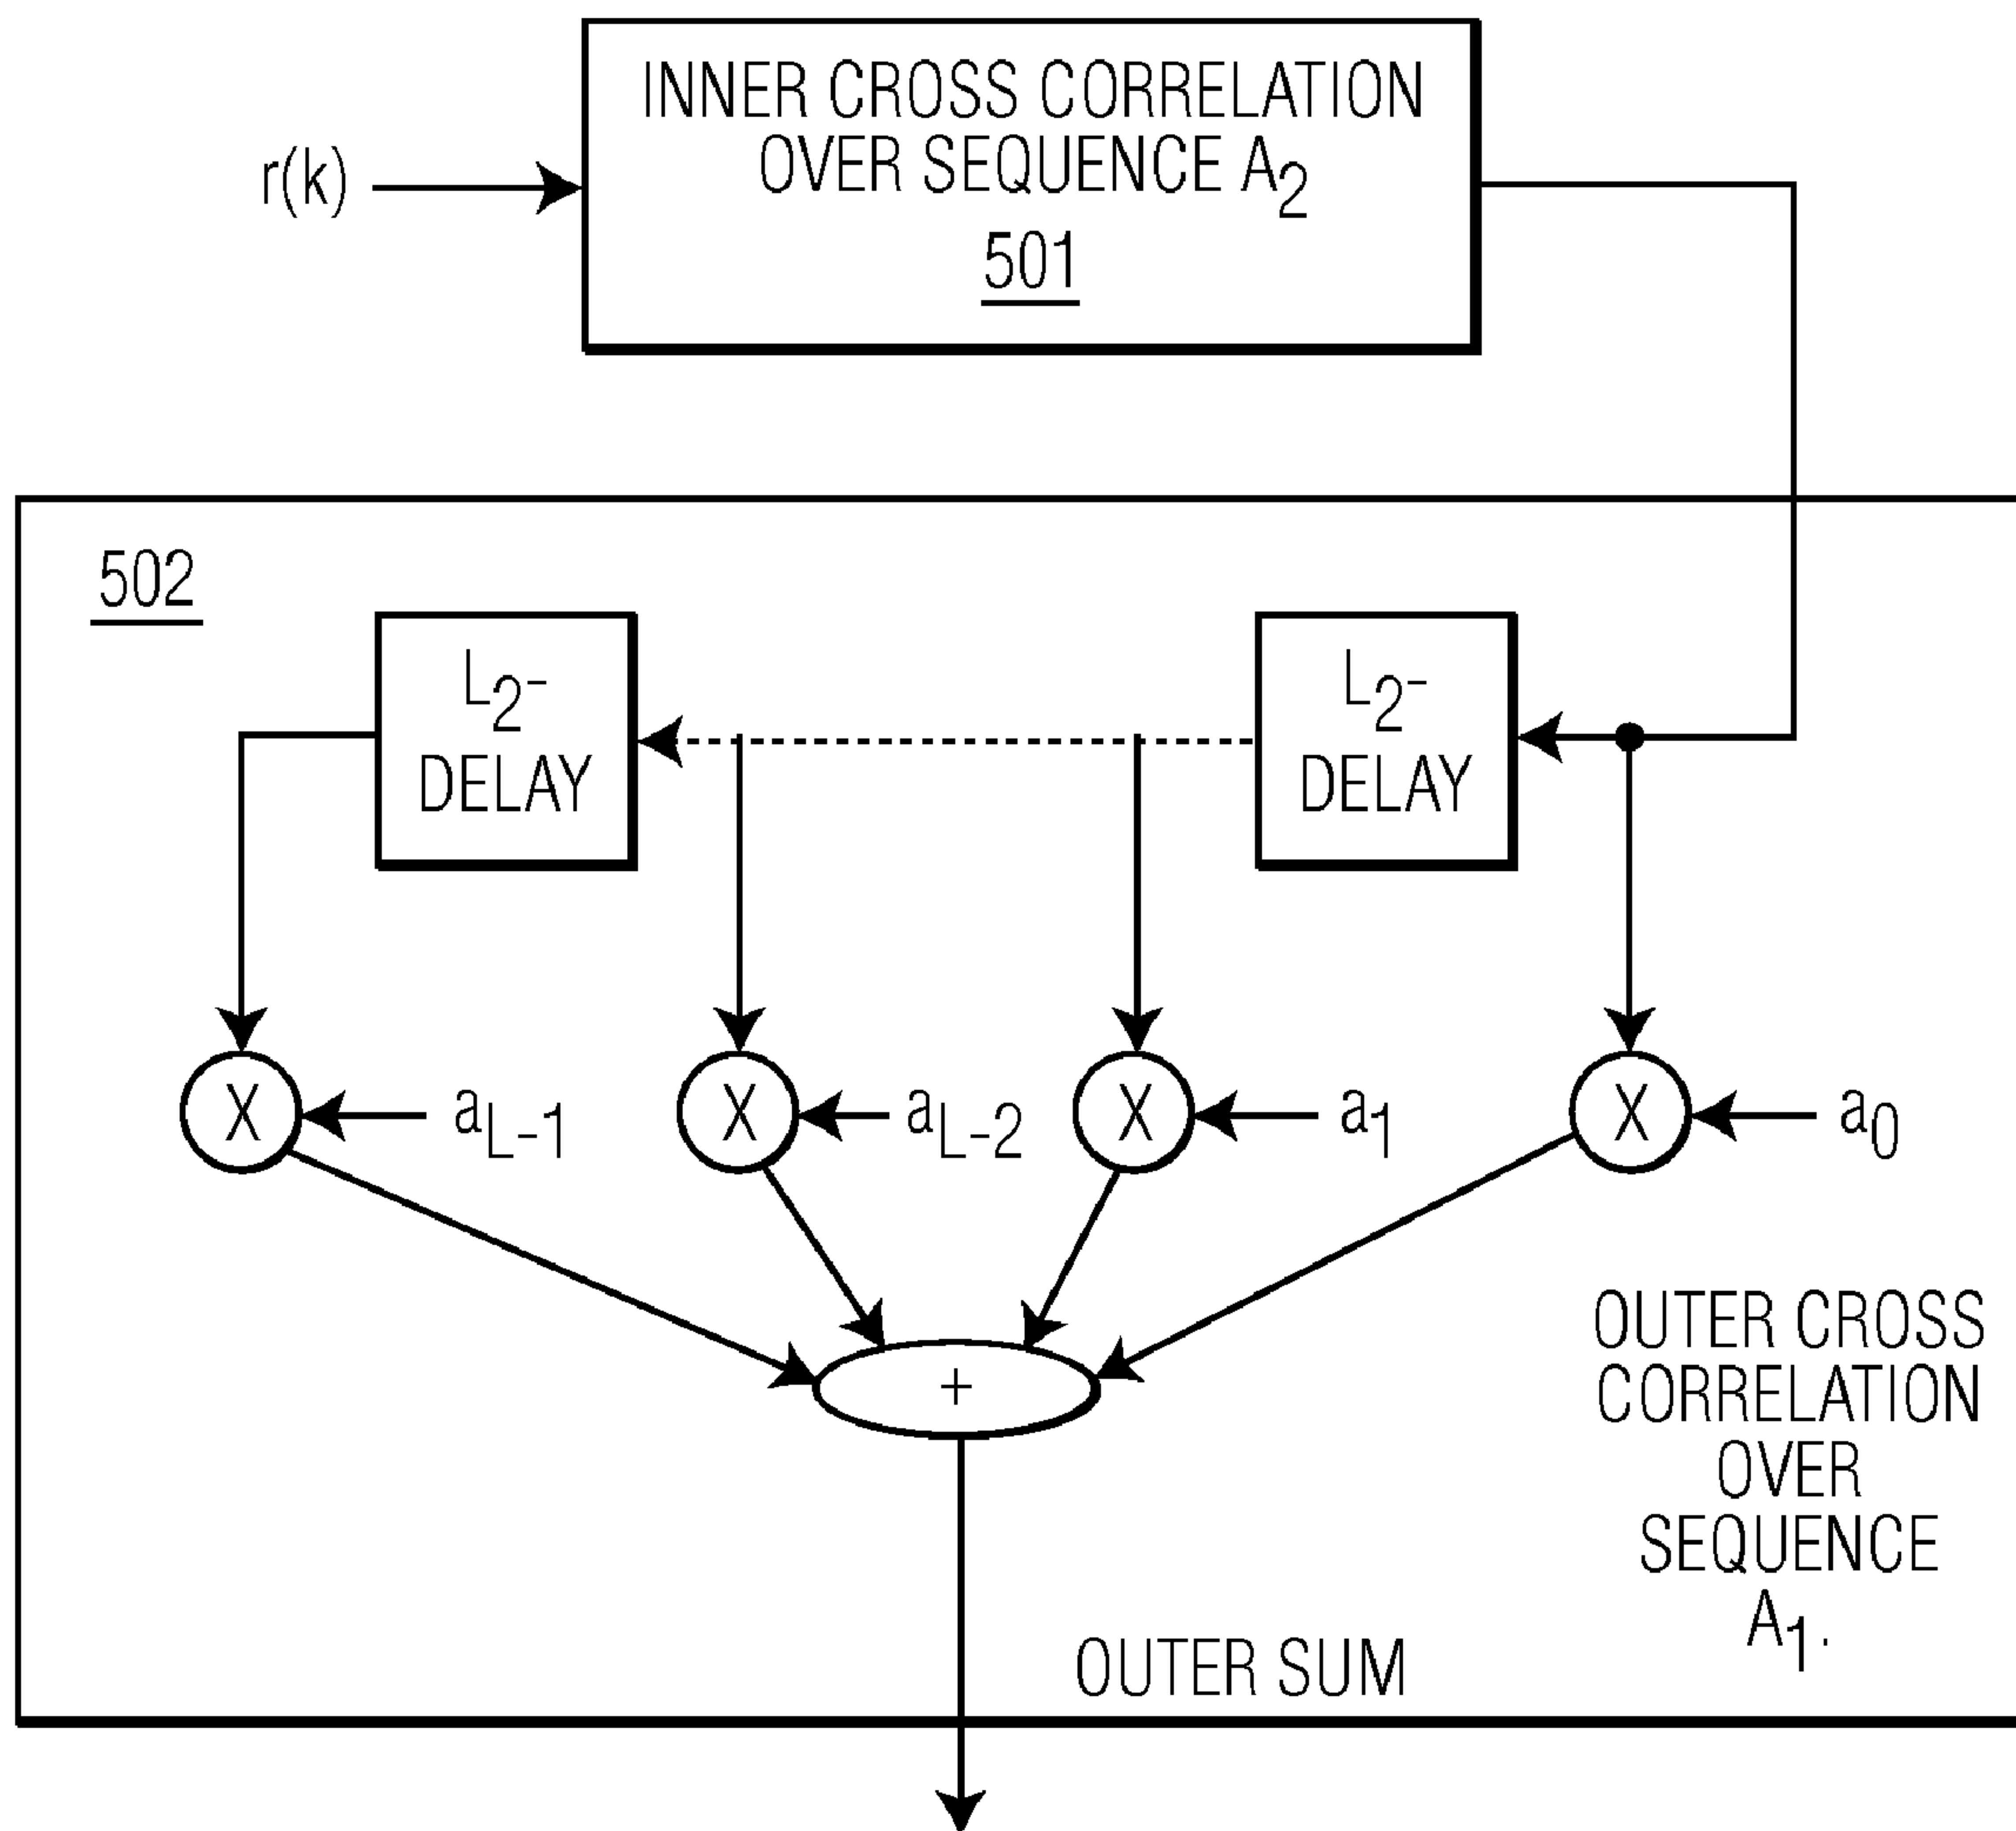 INNER CROSS CORRELATION
OVER SEQUENCE A2
501
r(k)
502
L2-
DELAY
L2-
DELAY
X
aL-1
X
aL-2
X
a1
X
a0
+
OUTER CROSS
CORRELATION
OVER
SEQUENCE
A1.
OUTER SUM